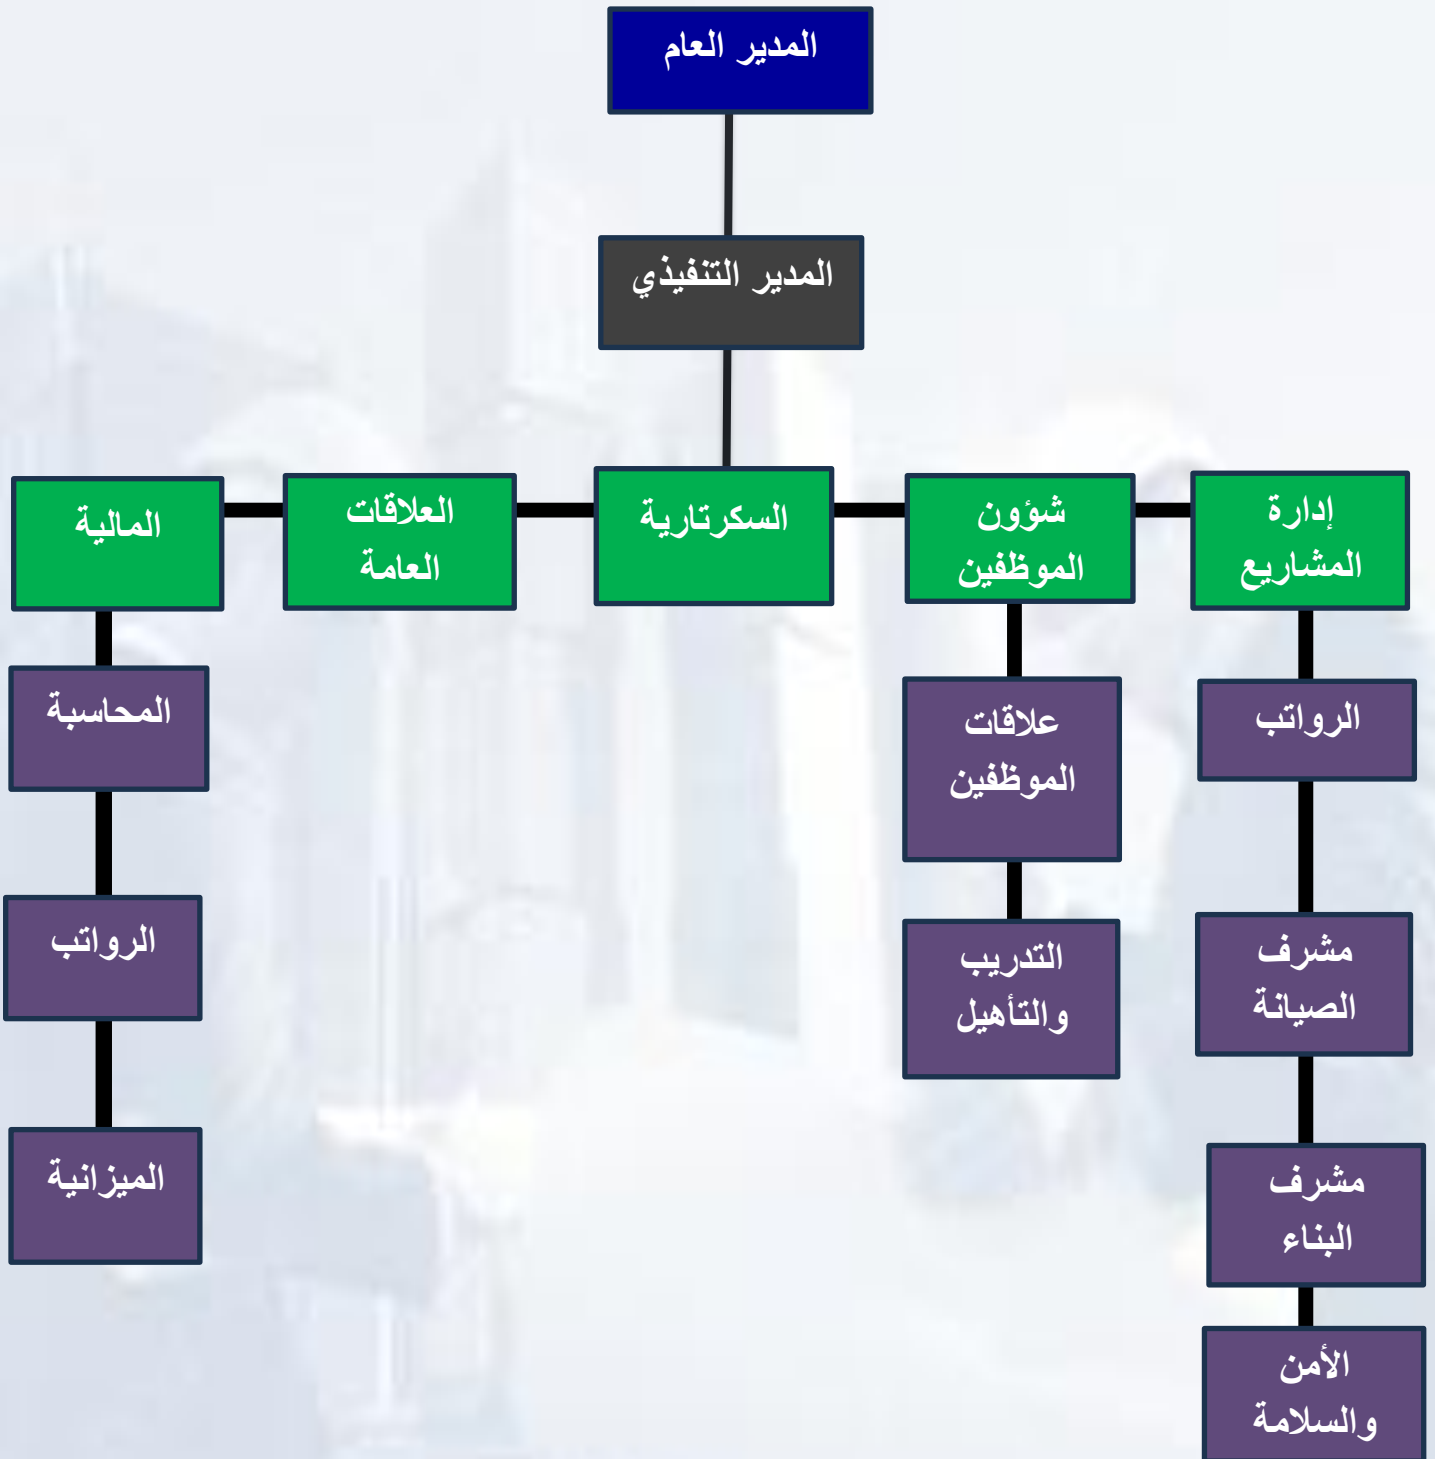 المدير العام
المدير التنفيذي
إدارة
المشاريع
شؤون
الموظفين
السكرتارية
العلاقات
العامة
المالية
الرواتب
مشرف
الصيانة
مشرف
البناء
الأمن
والسلامة
علاقات
الموظفين
التدريب
والتأهيل
المحاسبة
الرواتب
الميزانية